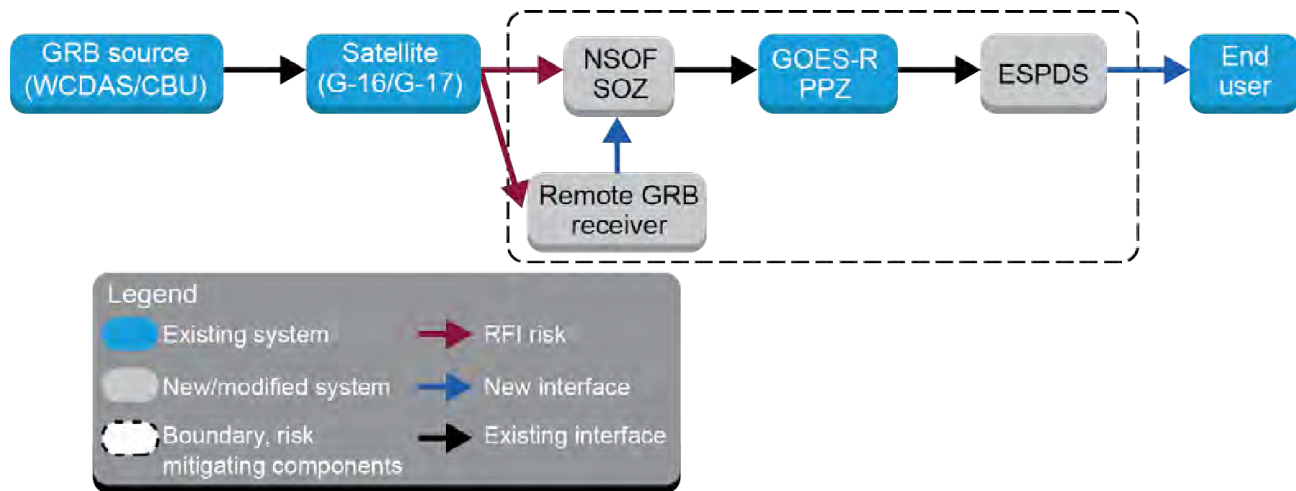 GRB source
(WCDAS/CBU)
Satellite
(G-16/G-17)
NSOF
SOZ
GOES-R
PPZ
ESPDS
End
user
Remote GRB
receiver
Legend
Existing system
RFI risk
New/modified system
New interface
Boundary, risk
mitigating components
Existing interface